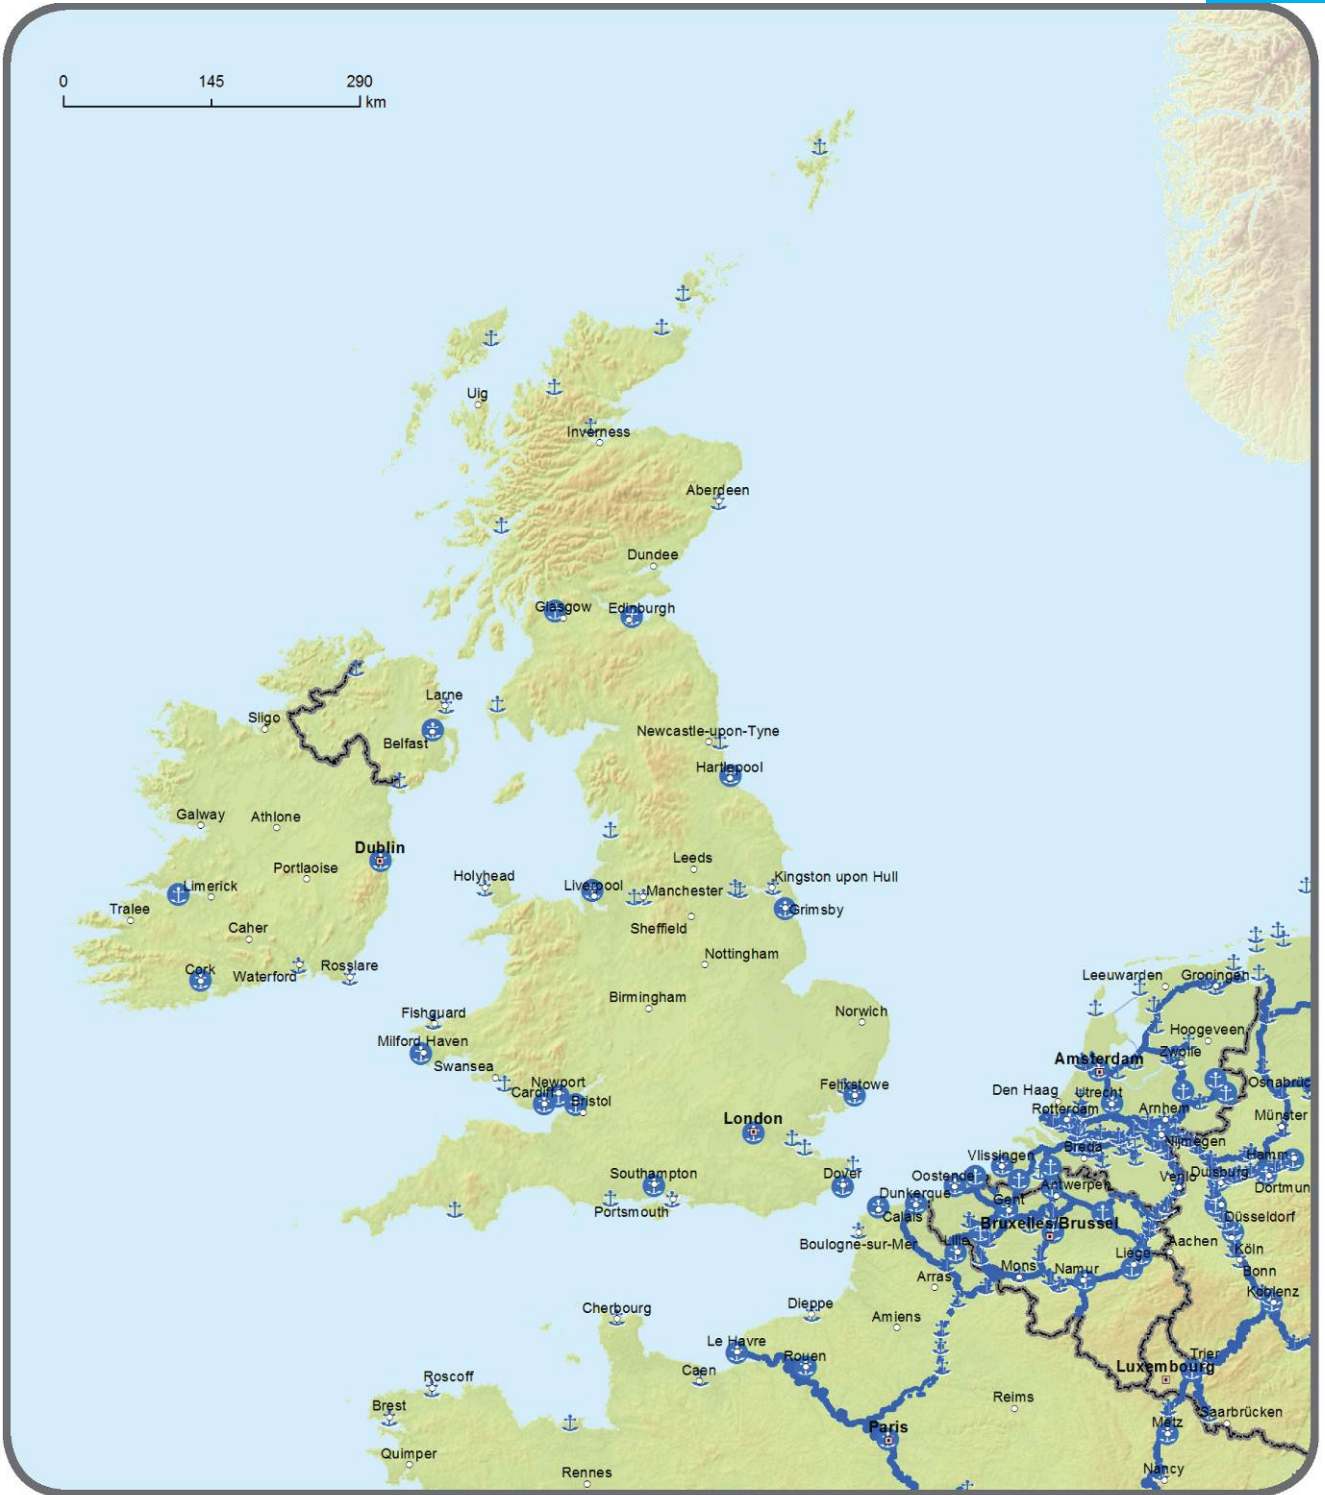 0 145 290
km
Uig
Inverness
Aberdeen
Dundee
Glasgow
Edinburgh
Larne
Sligo
Newcastle-upon-Tyne
Belfast
Hartlepool
Galway
Athlone
Dublin
Leeds
Portlaoise
Holyhead
Kingston upon Hull
Limerick
Liverpool
Manchester
Tralee
Grimsby
Caher
Sheffield
Nottingham
Rosslare
Cork
Waterford
Leeuwarden
Groningen
Birmingham
Fishguard
Norwich
Hoogeveen
Milford Haven
Zwolle
Amsterdam
Swansea
Newport
Felixstowe
Osnabrüc
Cardiff
Den Haag
Utrecht
Bristol
Rotterdam
Arnhem
Münster
London
Nijmegen
Breda
Vlissingen
Hamm
Southampton
Dover
Oostende
Venlo
Duisburg
Antwerpen
Dortmun
Dunkerque
Gent
Portsmouth
Calais
Düsseldorf
Bruxelles/Brussel
Boulogne-sur-Mer
Lille
Aachen
Liège
Köln
Mons
Namur
Bonn
Arras
Koblenz
Cherbourg
Dieppe
Amiens
Le Havre
Rouen
Trier
Caen
Luxembourg
Roscoff
Reims
Brest
Saarbrücken
Metz
Paris
Quimper
Rennes
Nancy